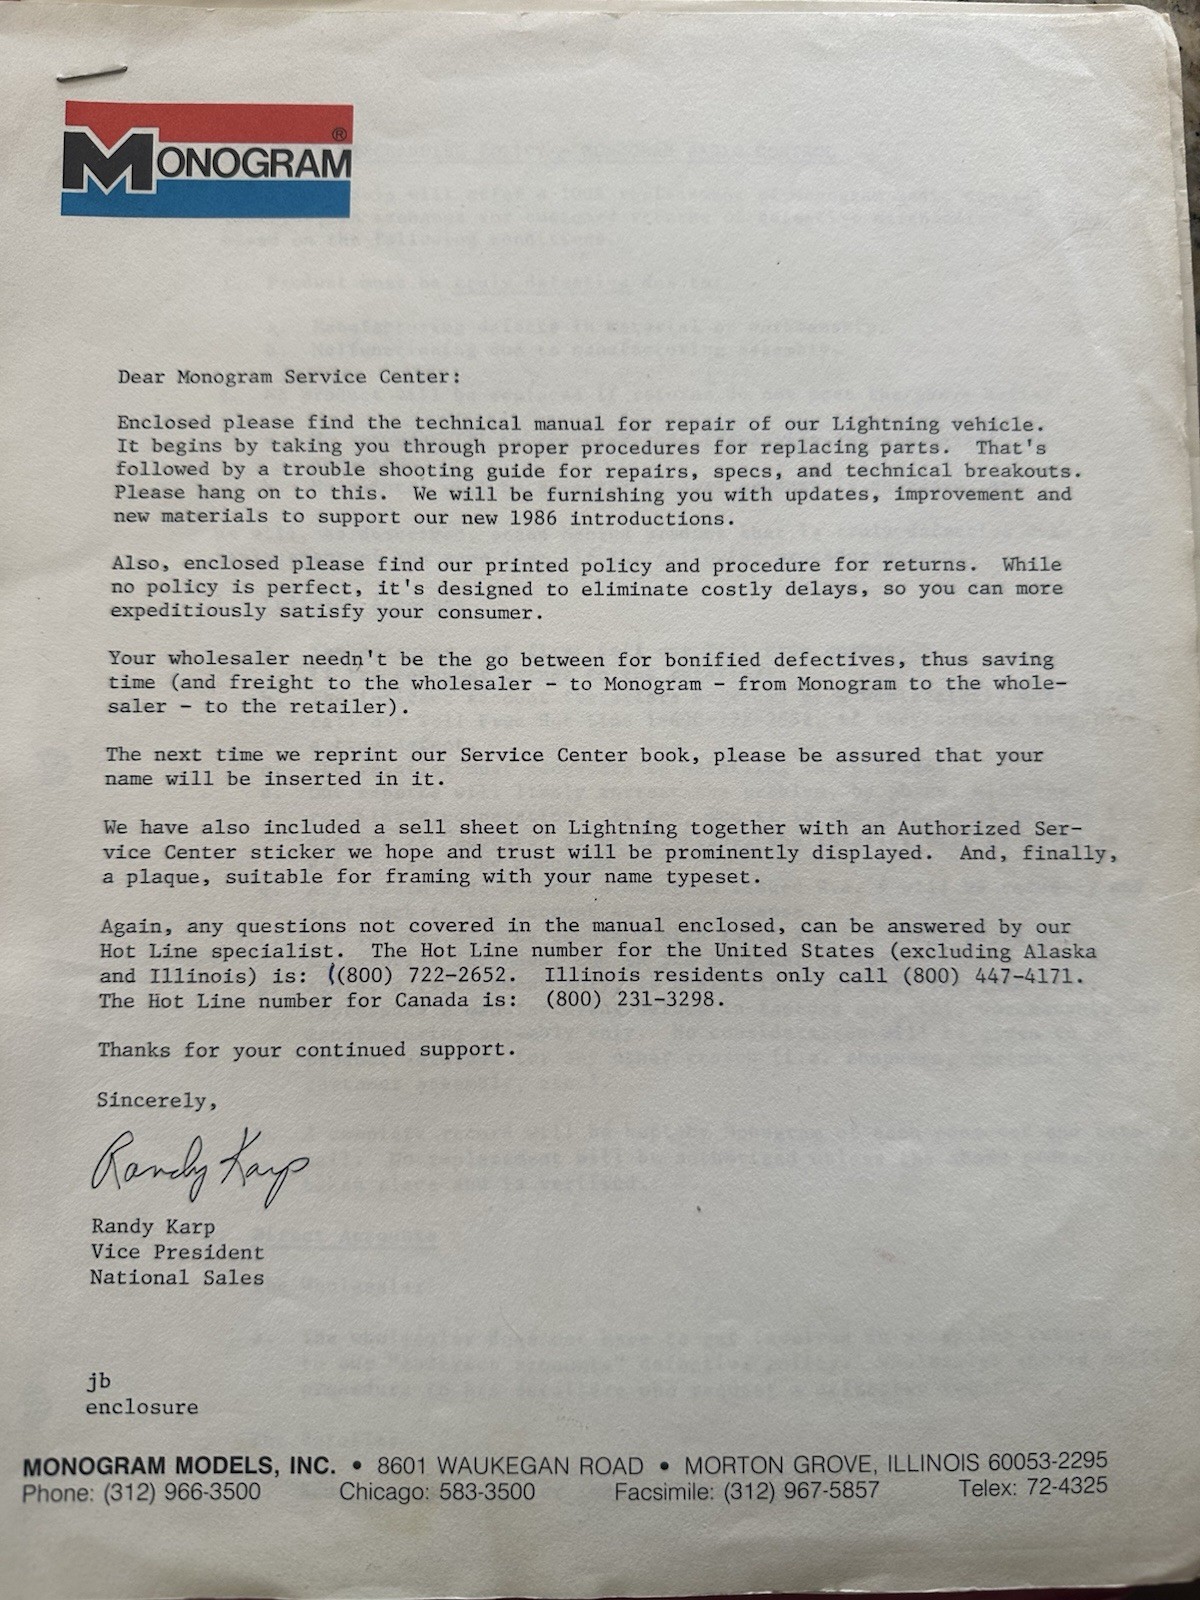 MONOGRAM®
Dear Monogram Service Center:
Enclosed please find the technical manual for repair of our Lightning vehicle.
It begins by taking you through proper procedures for replacing parts. That's
followed by a trouble shooting guide for repairs, specs, and technical breakouts.
Please hang on to this. We will be furnishing you with updates, improvement and
new materials to support our new 1986 introductions.
Also, enclosed please find our printed policy and procedure for returns. While
no policy is perfect, it's designed to eliminate costly delays, so you can more
expeditiously satisfy your consumer.
Your wholesaler needn't be the go between for bonified defectives, thus saving
time (and freight to the wholesaler - to Monogram - from Monogram to the whole-
saler - to the retailer).
The next time we reprint our Service Center book, please be assured that your
name will be inserted in it.
We have also included a sell sheet on Lightning together with an Authorized Ser-
vice Center sticker we hope and trust will be prominently displayed. And, finally,
a plaque, suitable for framing with your name typeset.
Again, any questions not covered in the manual enclosed, can be answered by our
Hot Line specialist. The Hot Line number for the United States (excluding Alaska
and Illinois) is: ((800) 722-2652. Illinois residents only call (800) 447-4171.
The Hot Line number for Canada is: (800) 231-3298.
Thanks for your continued support.
Sincerely,
Randy Karp
Randy Karp
Vice President
National Sales
jb
enclosure
MONOGRAM MODELS, INC. • 8601 WAUKEGAN ROAD • MORTON GROVE, ILLINOIS 60053-2295
Phone: (312) 966-3500 Chicago: 583-3500 Facsimile: (312) 967-5857 Telex: 72-4325